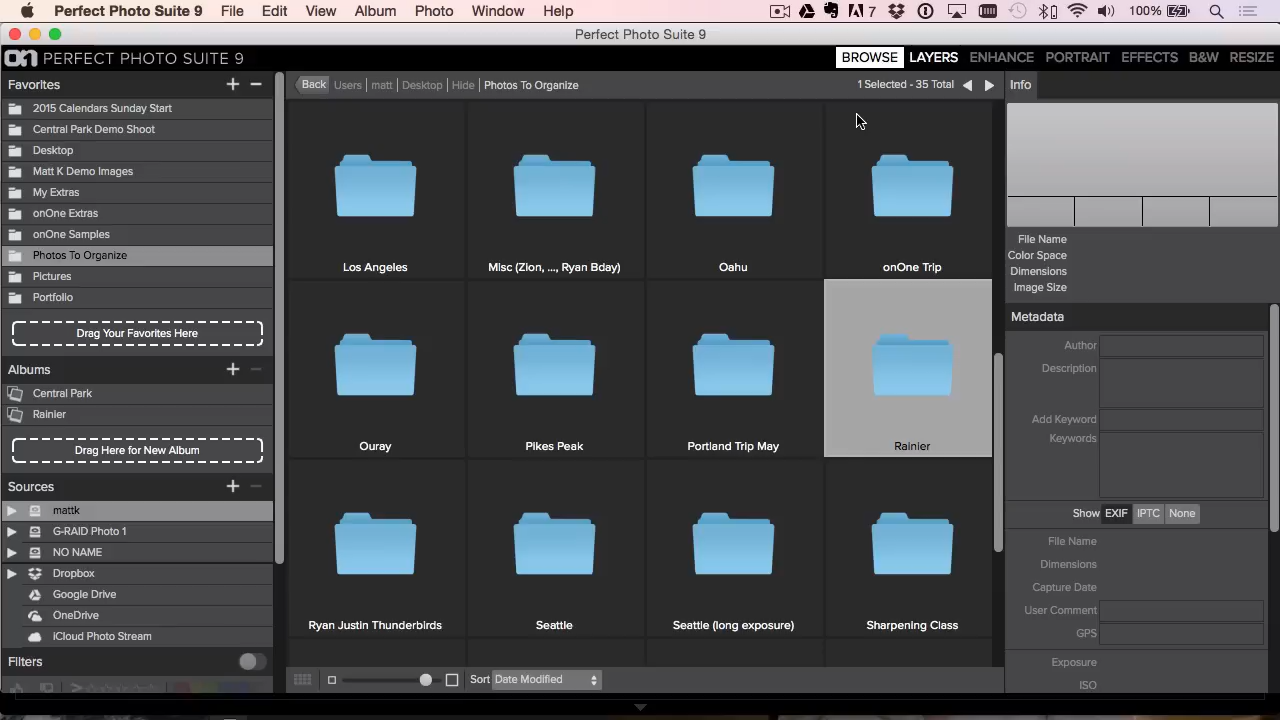 Perfect Photo Suite 9 File Edit View Album Photo Window Help 7 100%
Perfect Photo Suite 9
on PERFECT PHOTO SUITE 9 BROWSE LAYERS ENHANCE PORTRAIT EFFECTS B&W RESIZE
Favorites
2015 Calendars Sunday Start
Central Park Demo Shoot
Desktop
Matt K Demo Images
My Extras
onOne Extras
onOne Samples
Photos To Organize
Pictures
Portfolio
Drag Your Favorites Here
Albums
Central Park
Rainier
Drag Here for New Album
Sources
mattk
G-RAID Photo 1
NO NAME
Dropbox
Google Drive
OneDrive
iCloud Photo Stream
Filters
Back Users | matt | Desktop | Hide | Photos To Organize 1 Selected - 35 Total
Los Angeles Misc (Zion, ..., Ryan Bday) Oahu onOne Trip
Ouray Pikes Peak Portland Trip May Rainier
Ryan Justin Thunderbirds Seattle Seattle (long exposure) Sharpening Class
Sort Date Modified
Info
File Name
Color Space
Dimensions
Image Size
Metadata
Author
Description
Add Keyword
Keywords
Show EXIF IPTC None
File Name
Dimensions
Capture Date
User Comment
GPS
Exposure
ISO